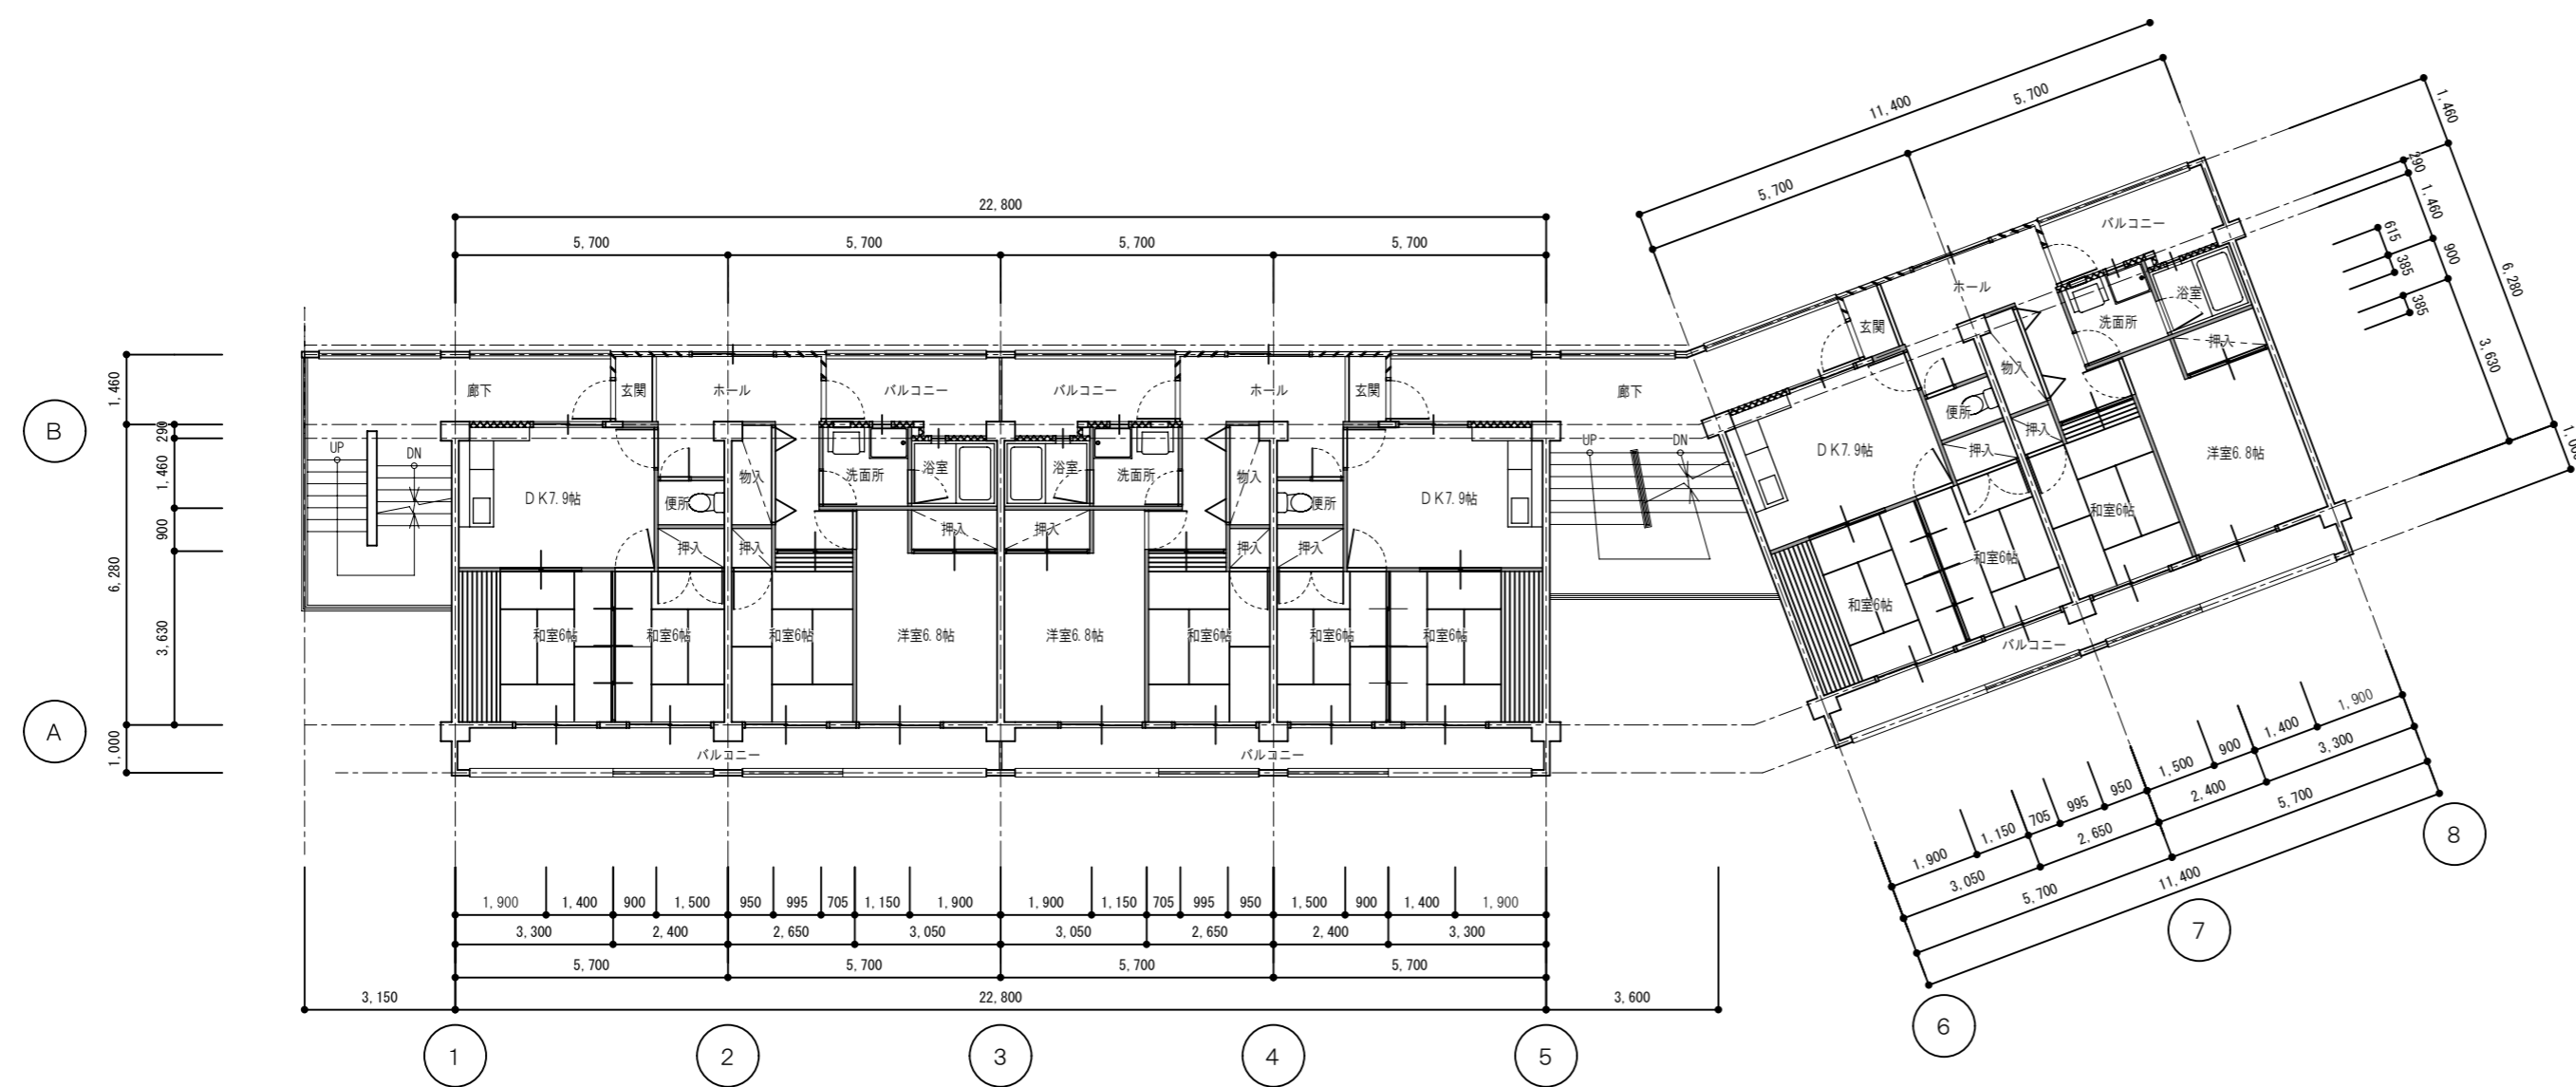 11,400
5,700
5,700
1,460
290
1,460
900
615
385
385
6,280
3,630
22,800
5,700
5,700
5,700
5,700
バルコニー
ホール
玄関
浴室
洗面所
押入
物入
便所
押入
押入
DK7.9帖
洋室6.8帖
和室6帖
和室6帖
和室6帖
バルコニー
B
A
1,460
290
1,460
900
6,280
3,630
1,000
廊下
玄関
ホール
バルコニー
バルコニー
ホール
玄関
廊下
UP
DN
DK7.9帖
便所
物入
洗面所
浴室
浴室
洗面所
物入
便所
DK7.9帖
UP
DN
押入
押入
押入
押入
押入
押入
和室6帖
和室6帖
和室6帖
洋室6.8帖
洋室6.8帖
和室6帖
和室6帖
和室6帖
バルコニー
バルコニー
1,900
1,400
900
1,500
950
995
705
1,150
1,900
1,900
1,150
705
995
950
1,500
900
1,400
1,900
3,300
2,400
2,650
3,050
3,050
2,650
2,400
3,300
5,700
5,700
5,700
5,700
3,150
22,800
3,600
1
2
3
4
5
1,900
1,150
705
995
950
1,500
900
1,400
1,900
3,050
2,650
2,400
3,300
5,700
5,700
11,400
6
7
8